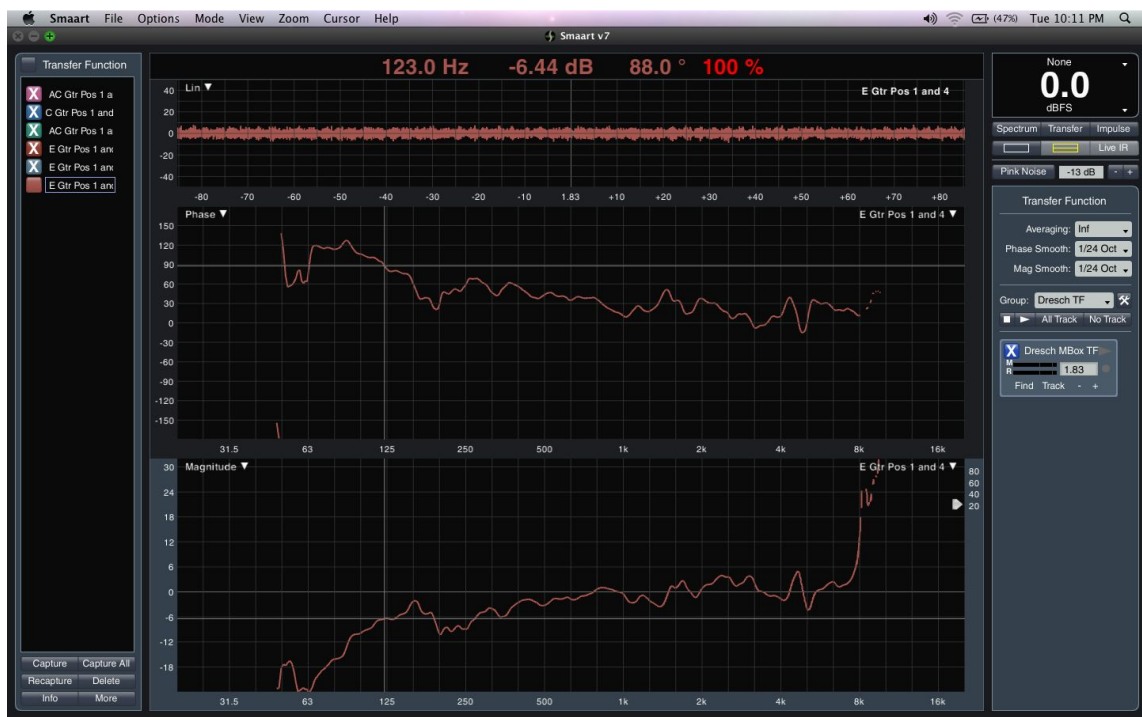 Smaart File Options Mode View Zoom Cursor Help (47%) Tue 10:11 PM
Smaart v7
Transfer Function
AC Gtr Pos 1 a
C Gtr Pos 1 and
AC Gtr Pos 1 a
E Gtr Pos 1 and
E Gtr Pos 1 and
E Gtr Pos 1 and
Capture Capture All
Recapture Delete
Info More
123.0 Hz -6.44 dB 88.0 ° 100 %
Lin
E Gtr Pos 1 and 4
40
20
0
-20
-40
-80 -70 -60 -50 -40 -30 -20 -10 1.83 +10 +20 +30 +40 +50 +60 +70 +80
Phase
E Gtr Pos 1 and 4
150
120
90
60
30
0
-30
-60
-90
-120
-150
31.5 63 125 250 500 1k 2k 4k 8k 16k
Magnitude
E Gtr Pos 1 and 4
30
24
18
12
6
0
-6
-12
-18
80
60
40
20
31.5 63 125 250 500 1k 2k 4k 8k 16k
None
0.0
dBFS
Spectrum Transfer Impulse
Live IR
Pink Noise -13 dB - +
Transfer Function
Averaging: Inf
Phase Smooth: 1/24 Oct
Mag Smooth: 1/24 Oct
Group: Dresch TF
All Track No Track
X Dresch MBox TF
M
R 1.83
Find Track - +